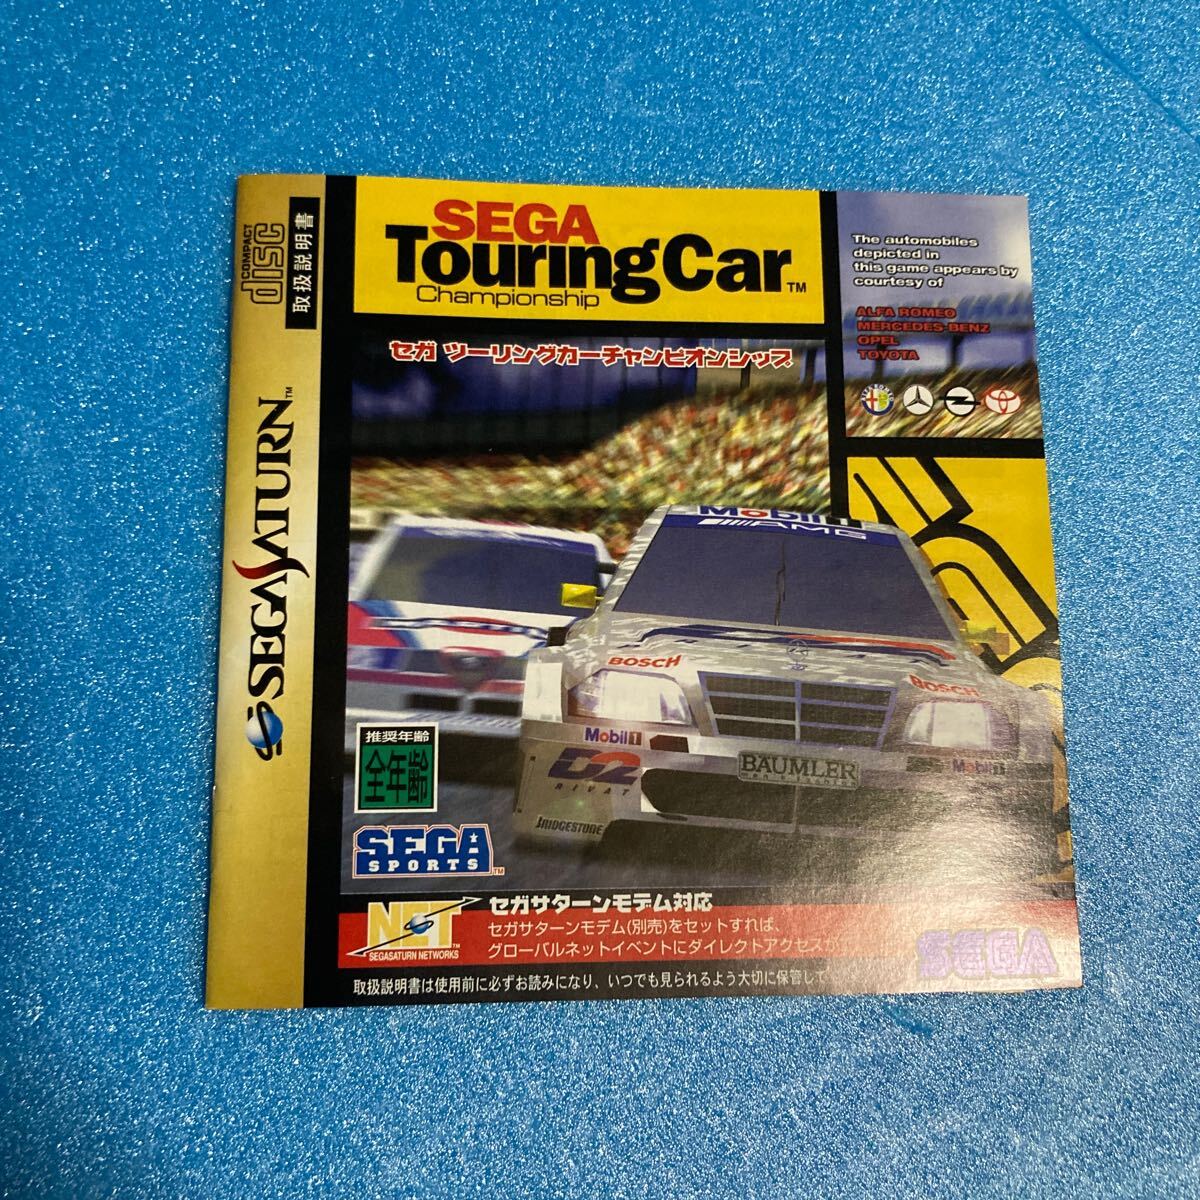 COMPACT
disc
取扱説明書
SEGA SATURN™
SEGA
Touring Car™
Championship
セガ ツーリングカーチャンピオンシップ
The automobiles
depicted in
this game appears by
courtesy of
ALFA ROMEO
MERCEDES-BENZ
OPEL
TOYOTA
Mobil 1
AMG
BOSCH
BOSCH
Mobil 1
Mobil 1
D2
PRIVAT
BÄUMLER
BRIDGESTONE
推奨年齢
全年齢
SEGA
SPORTS™
NET™
SEGASATURN NETWORKS
セガサターンモデム対応
セガサターンモデム(別売)をセットすれば、
グローバルネットイベントにダイレクトアクセスが
SEGA
取扱説明書は使用前に必ずお読みになり、いつでも見られるよう大切に保管して